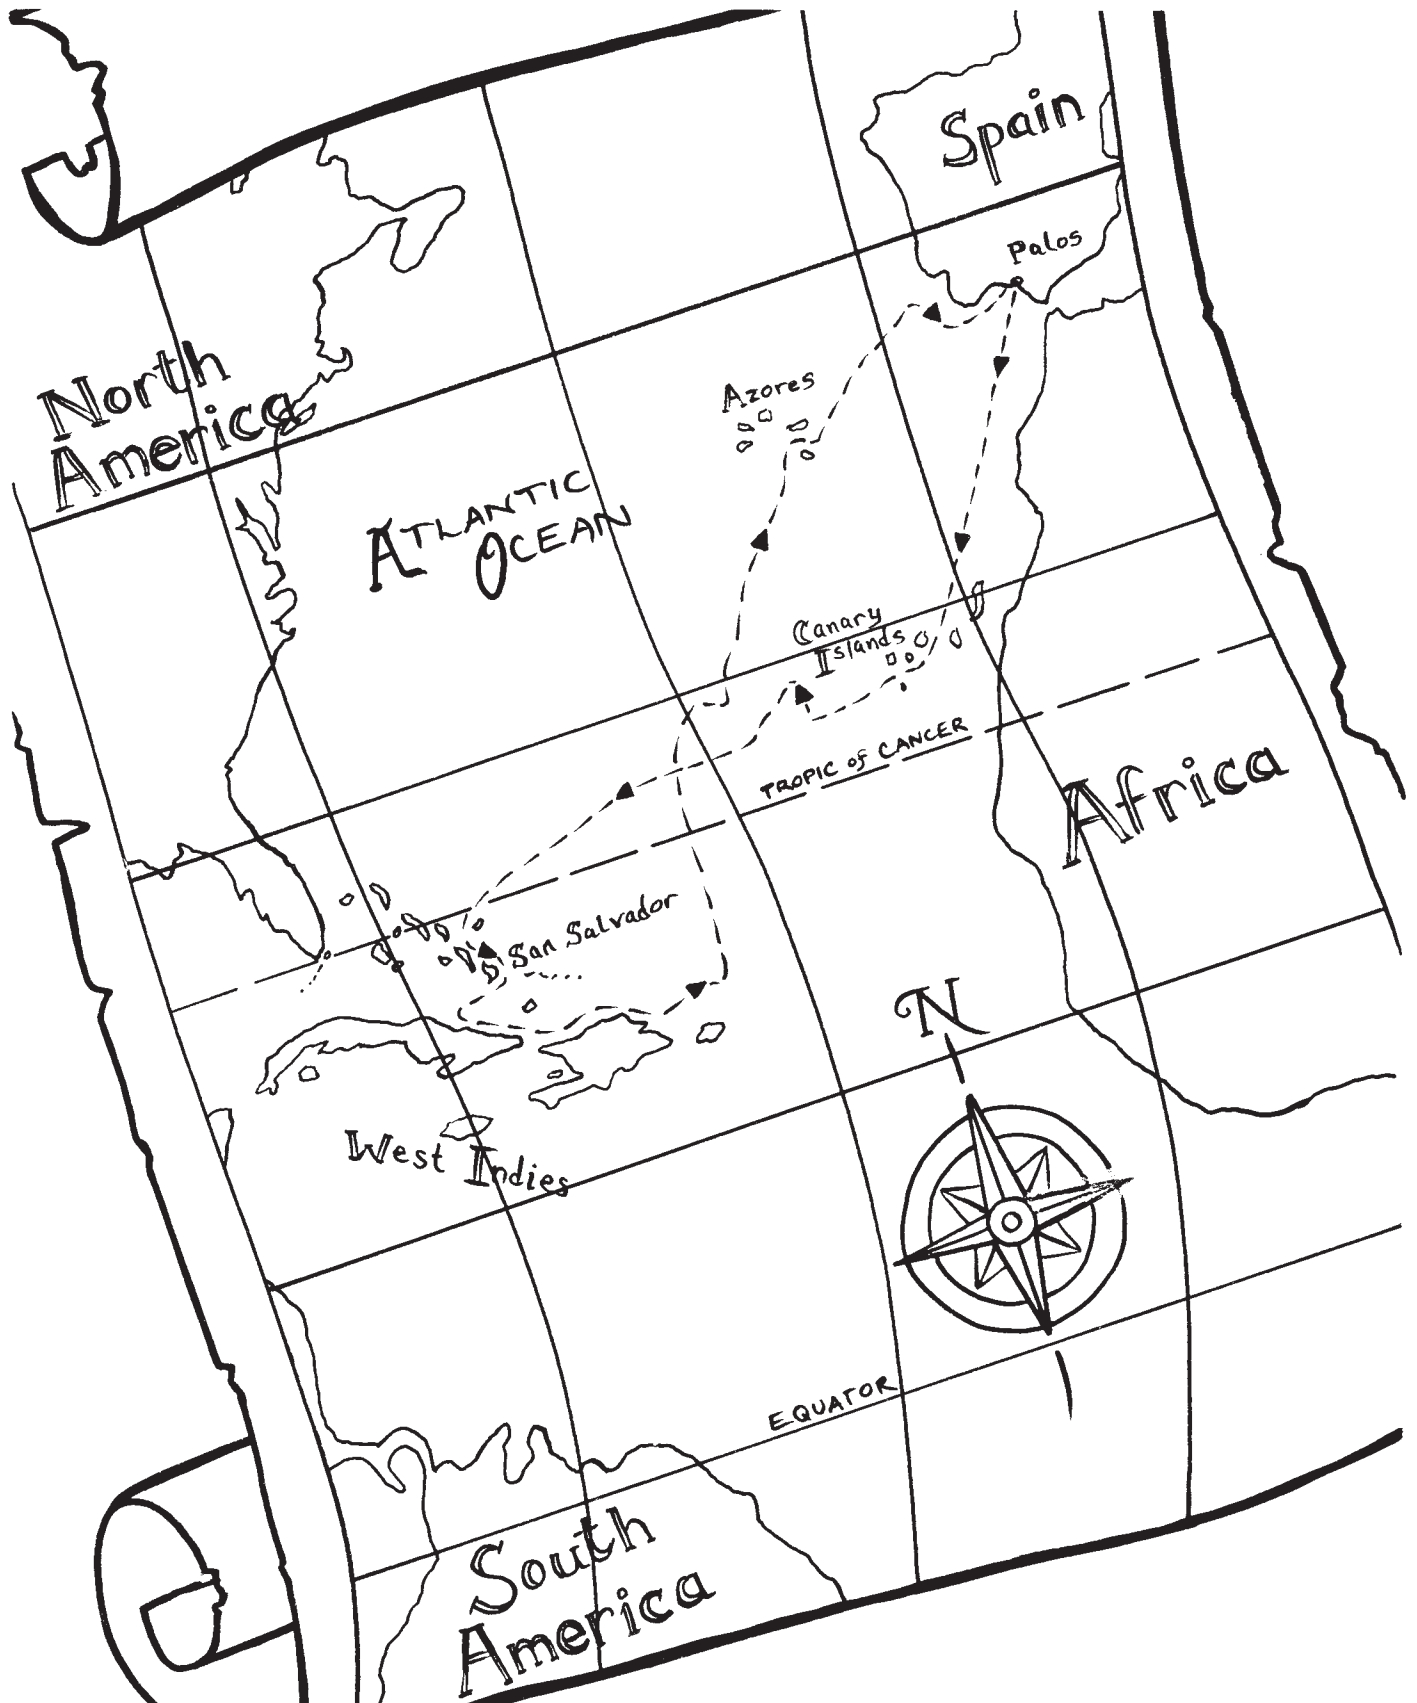 Spain
Palos
North
America
Azores
ATLANTIC
OCEAN
Canary
Islands
TROPIC of CANCER
Africa
San Salvador
N
West Indies
EQUATOR
South
America